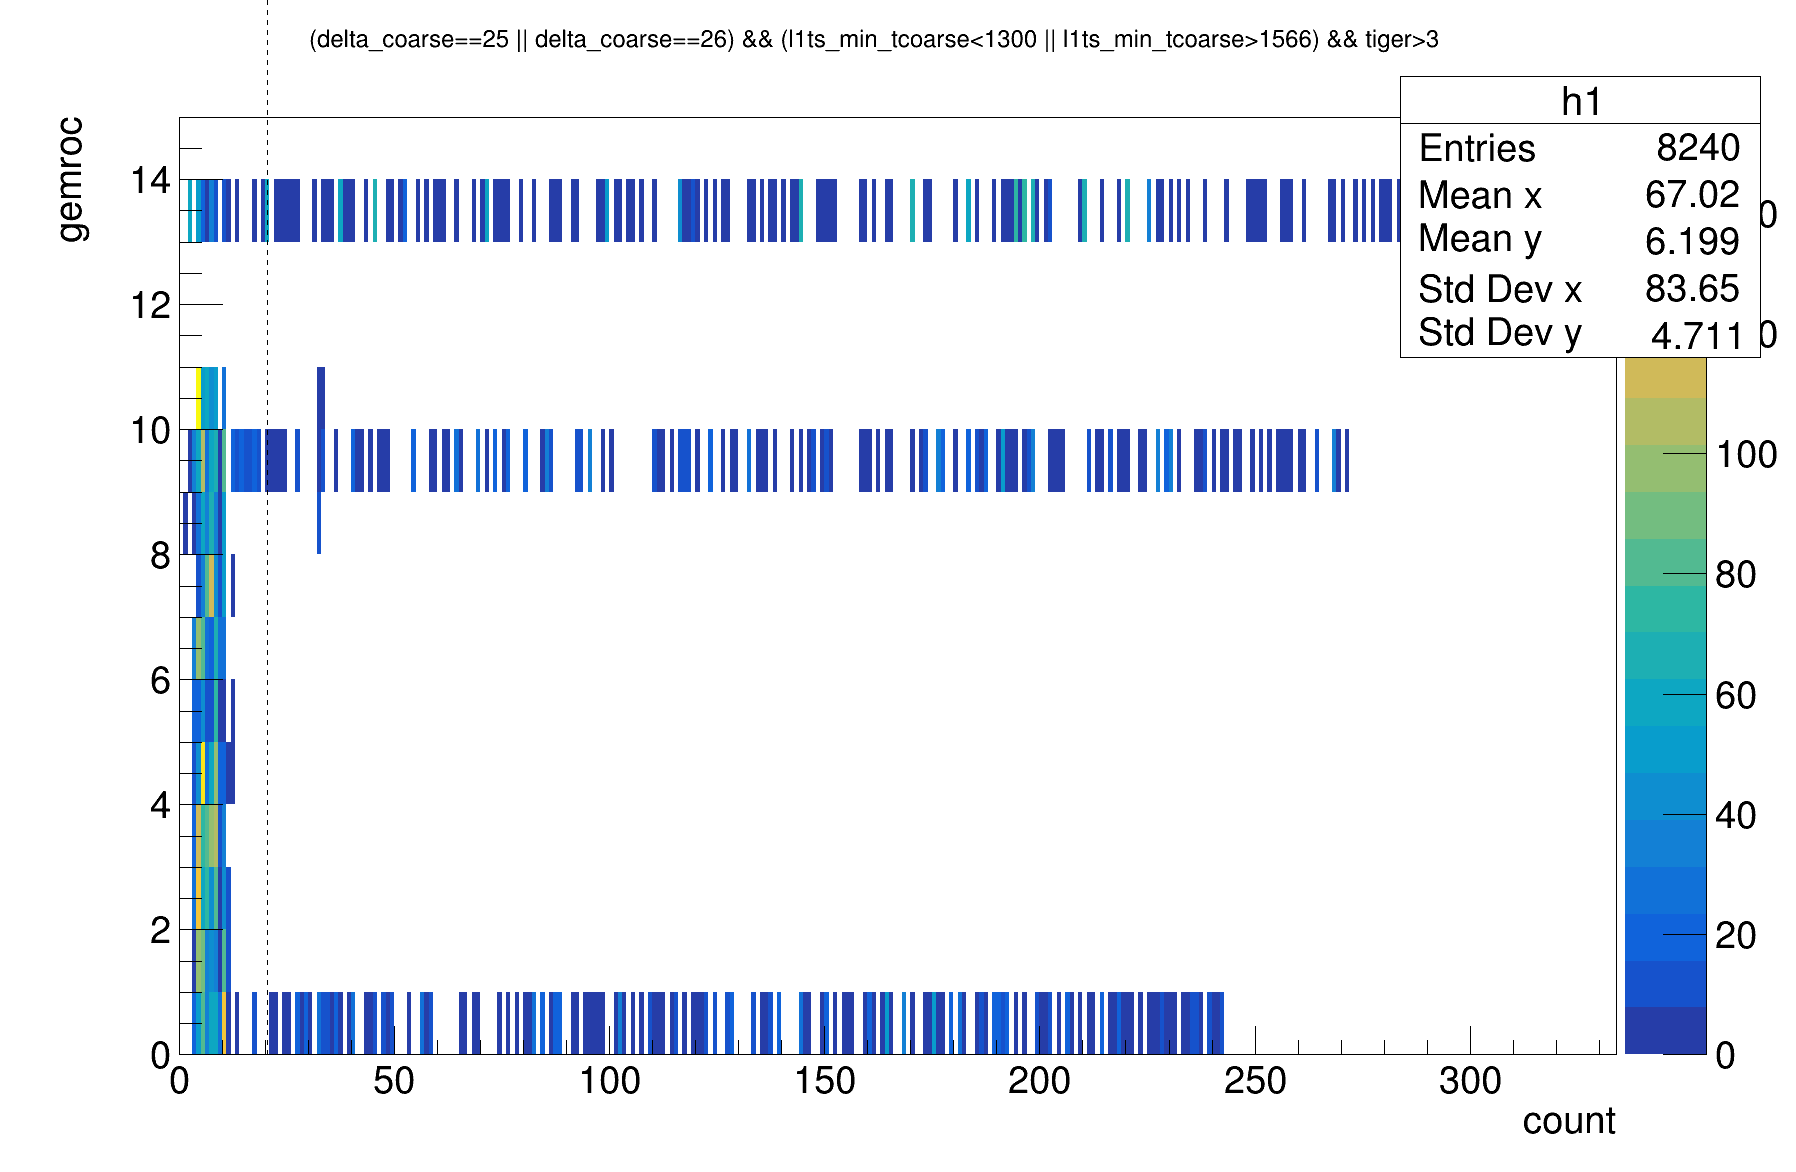 (delta_coarse==25 || delta_coarse==26) && (l1ts_min_tcoarse<1300 || l1ts_min_tcoarse>1566) && tiger>3
h1
Entries 8240
Mean x 67.02
Mean y 6.199
Std Dev x 83.65
Std Dev y 4.711
gemroc
14
12
10
8
6
4
2
0
0 50 100 150 200 250 300
count
0
0
100
80
60
40
20
0